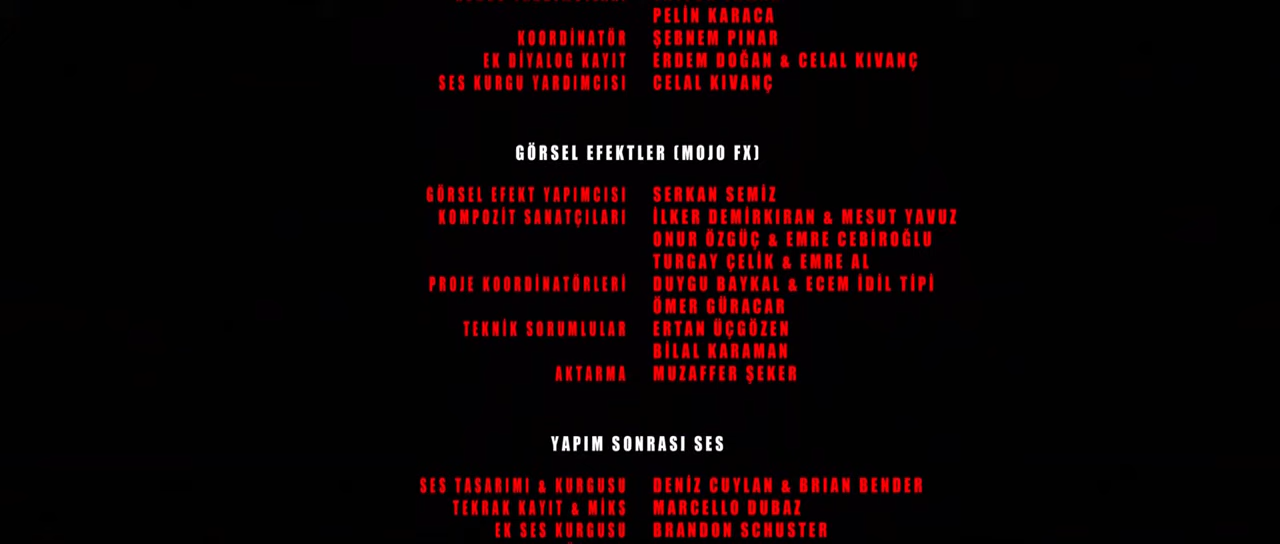 PELİN KARACA
KOORDİNATÖR ŞEBNEM PINAR
EK DİYALOG KAYIT ERDEM DOĞAN & CELAL KIVANÇ
SES KURGU YARDIMCISI CELAL KIVANÇ
GÖRSEL EFEKTLER (MOJO FX)
GÖRSEL EFEKT YAPIMCISI SERKAN SEMİZ
KOMPOZİT SANATÇILARI İLKER DEMİRKIRAN & MESUT YAVUZ
ONUR ÖZGÜÇ & EMRE CEBİROĞLU
TURGAY ÇELİK & EMRE AL
PROJE KOORDİNATÖRLERİ DUYGU BAYKAL & ECEM İDİL TİPİ
ÖMER GÜRACAR
TEKNİK SORUMLULAR ERTAN ÜÇGÖZEN
BİLAL KARAMAN
AKTARMA MUZAFFER ŞEKER
YAPIM SONRASI SES
SES TASARIMI & KURGUSU DENİZ CUYLAN & BRIAN BENDER
TEKRAK KAYIT & MİKS MARCELLO DUBAZ
EK SES KURGUSU BRANDON SCHUSTER